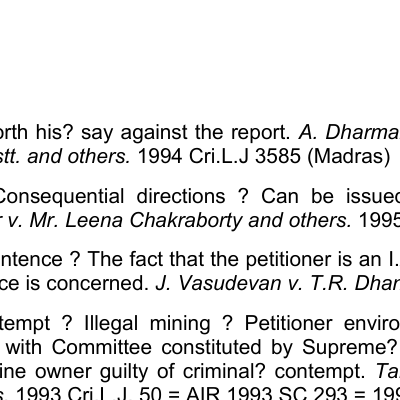 orth his? say against the report. A. Dharma
tt. and others. 1994 Cri.L.J 3585 (Madras)
Consequential directions ? Can be issued
v. Mr. Leena Chakraborty and others. 1995
ntence ? The fact that the petitioner is an I.
ce is concerned. J. Vasudevan v. T.R. Dhan
tempt ? Illegal mining ? Petitioner enviro
with Committee constituted by Supreme?
ine owner guilty of criminal? contempt. Ta
s. 1993 Cri.L.J. 50 = AIR 1993 SC 293 = 199